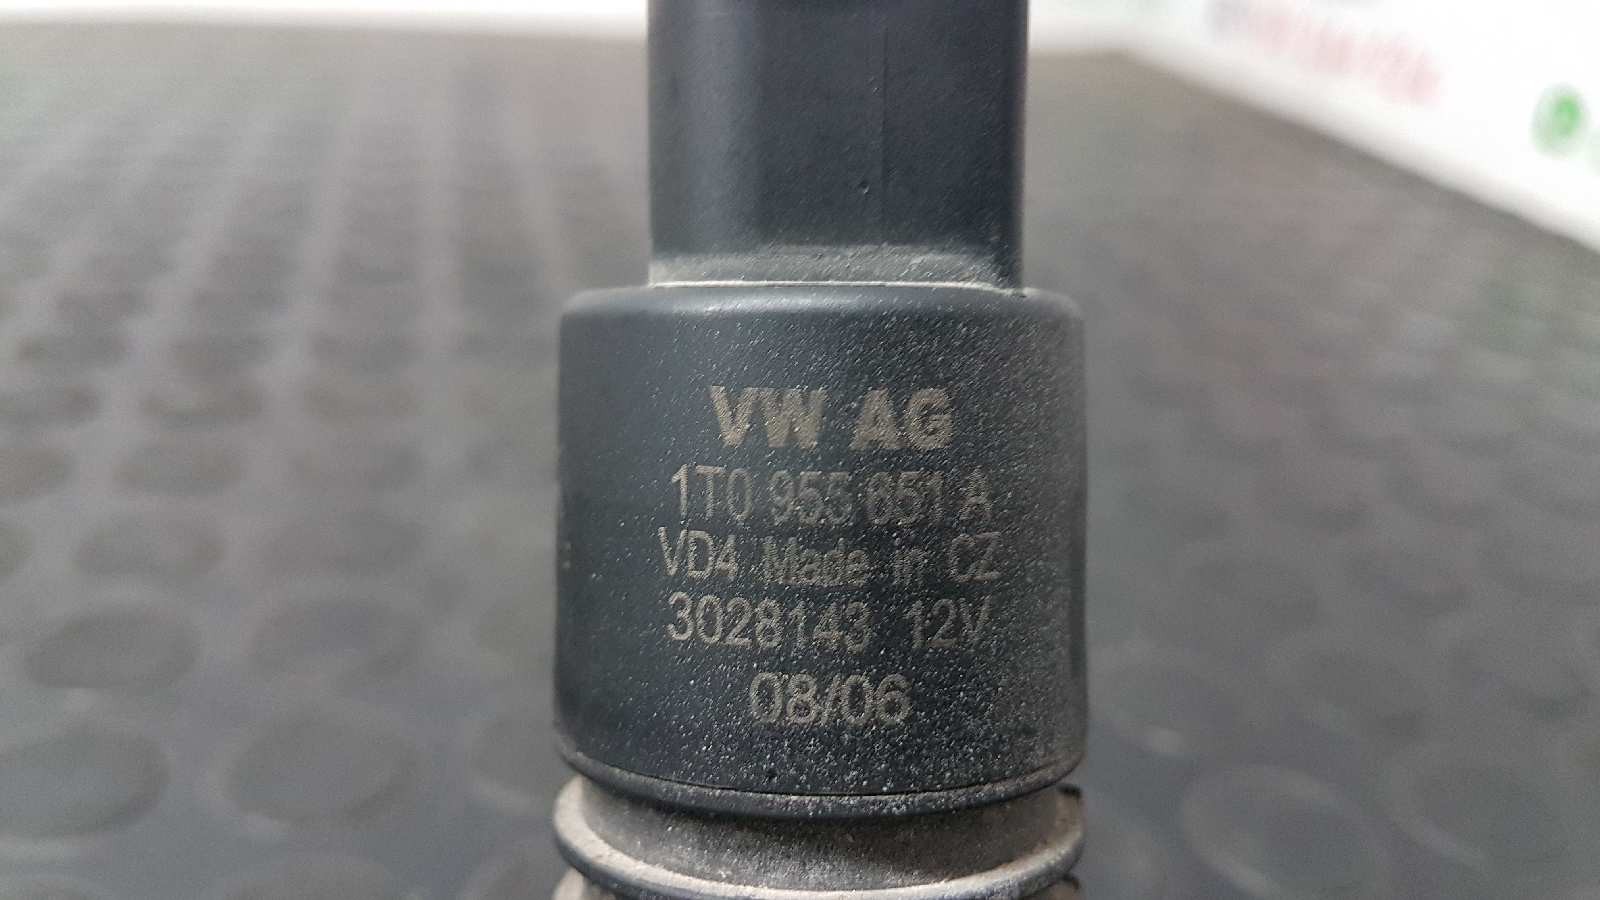 VW AG
1T0 955 651 A
VD4 Made in CZ
3028143 12V
08/06